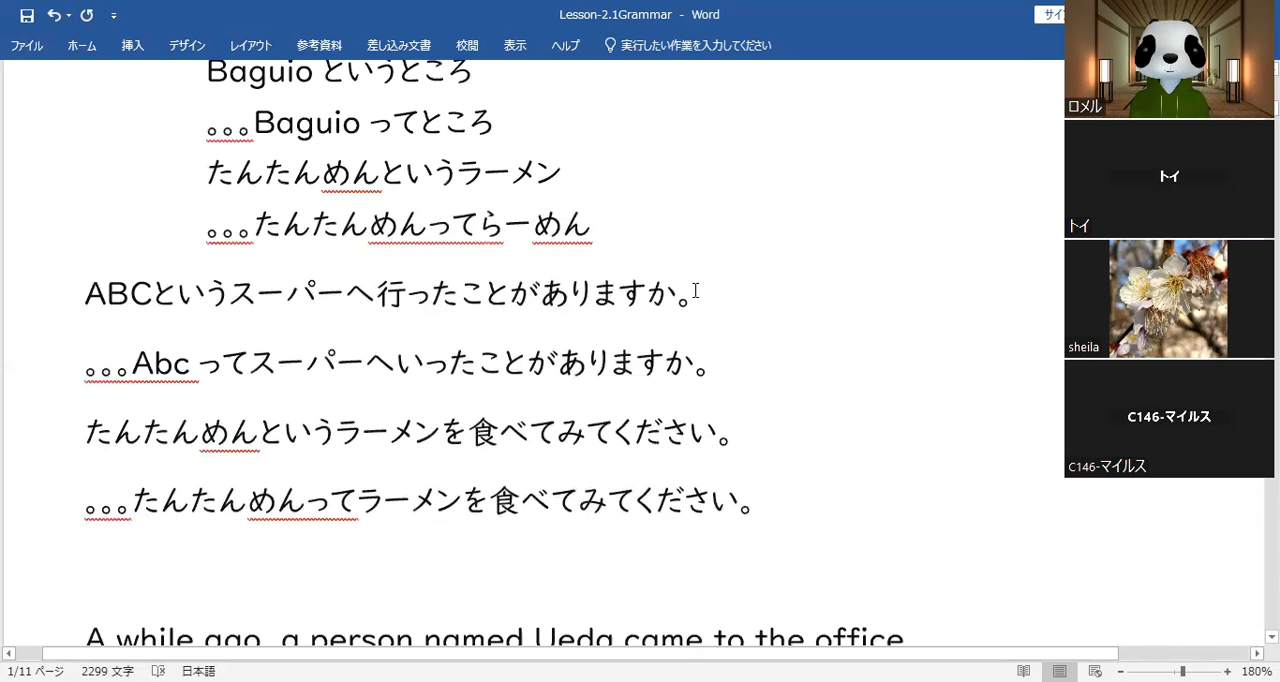 Lesson-2.1Grammar - Word
サイ
ファイル ホーム 挿入 デザイン レイアウト 参考資料 差し込み文書 校閲 表示 ヘルプ 実行したい作業を入力してください
Baguio というところ
。。。Baguio ってところ
たんたんめんというラーメン
。。。たんたんめんってらーめん
ABCというスーパーへ行ったことがありますか。
。。。Abc ってスーパーへいったことがありますか。
たんたんめんというラーメンを食べてみてください。
。。。たんたんめんってラーメンを食べてみてください。
A while ago, a person named Ueda came to the office
ロメル
トイ
トイ
sheila
C146-マイルス
C146-マイルス
1/11 ページ 2299 文字 日本語 180%